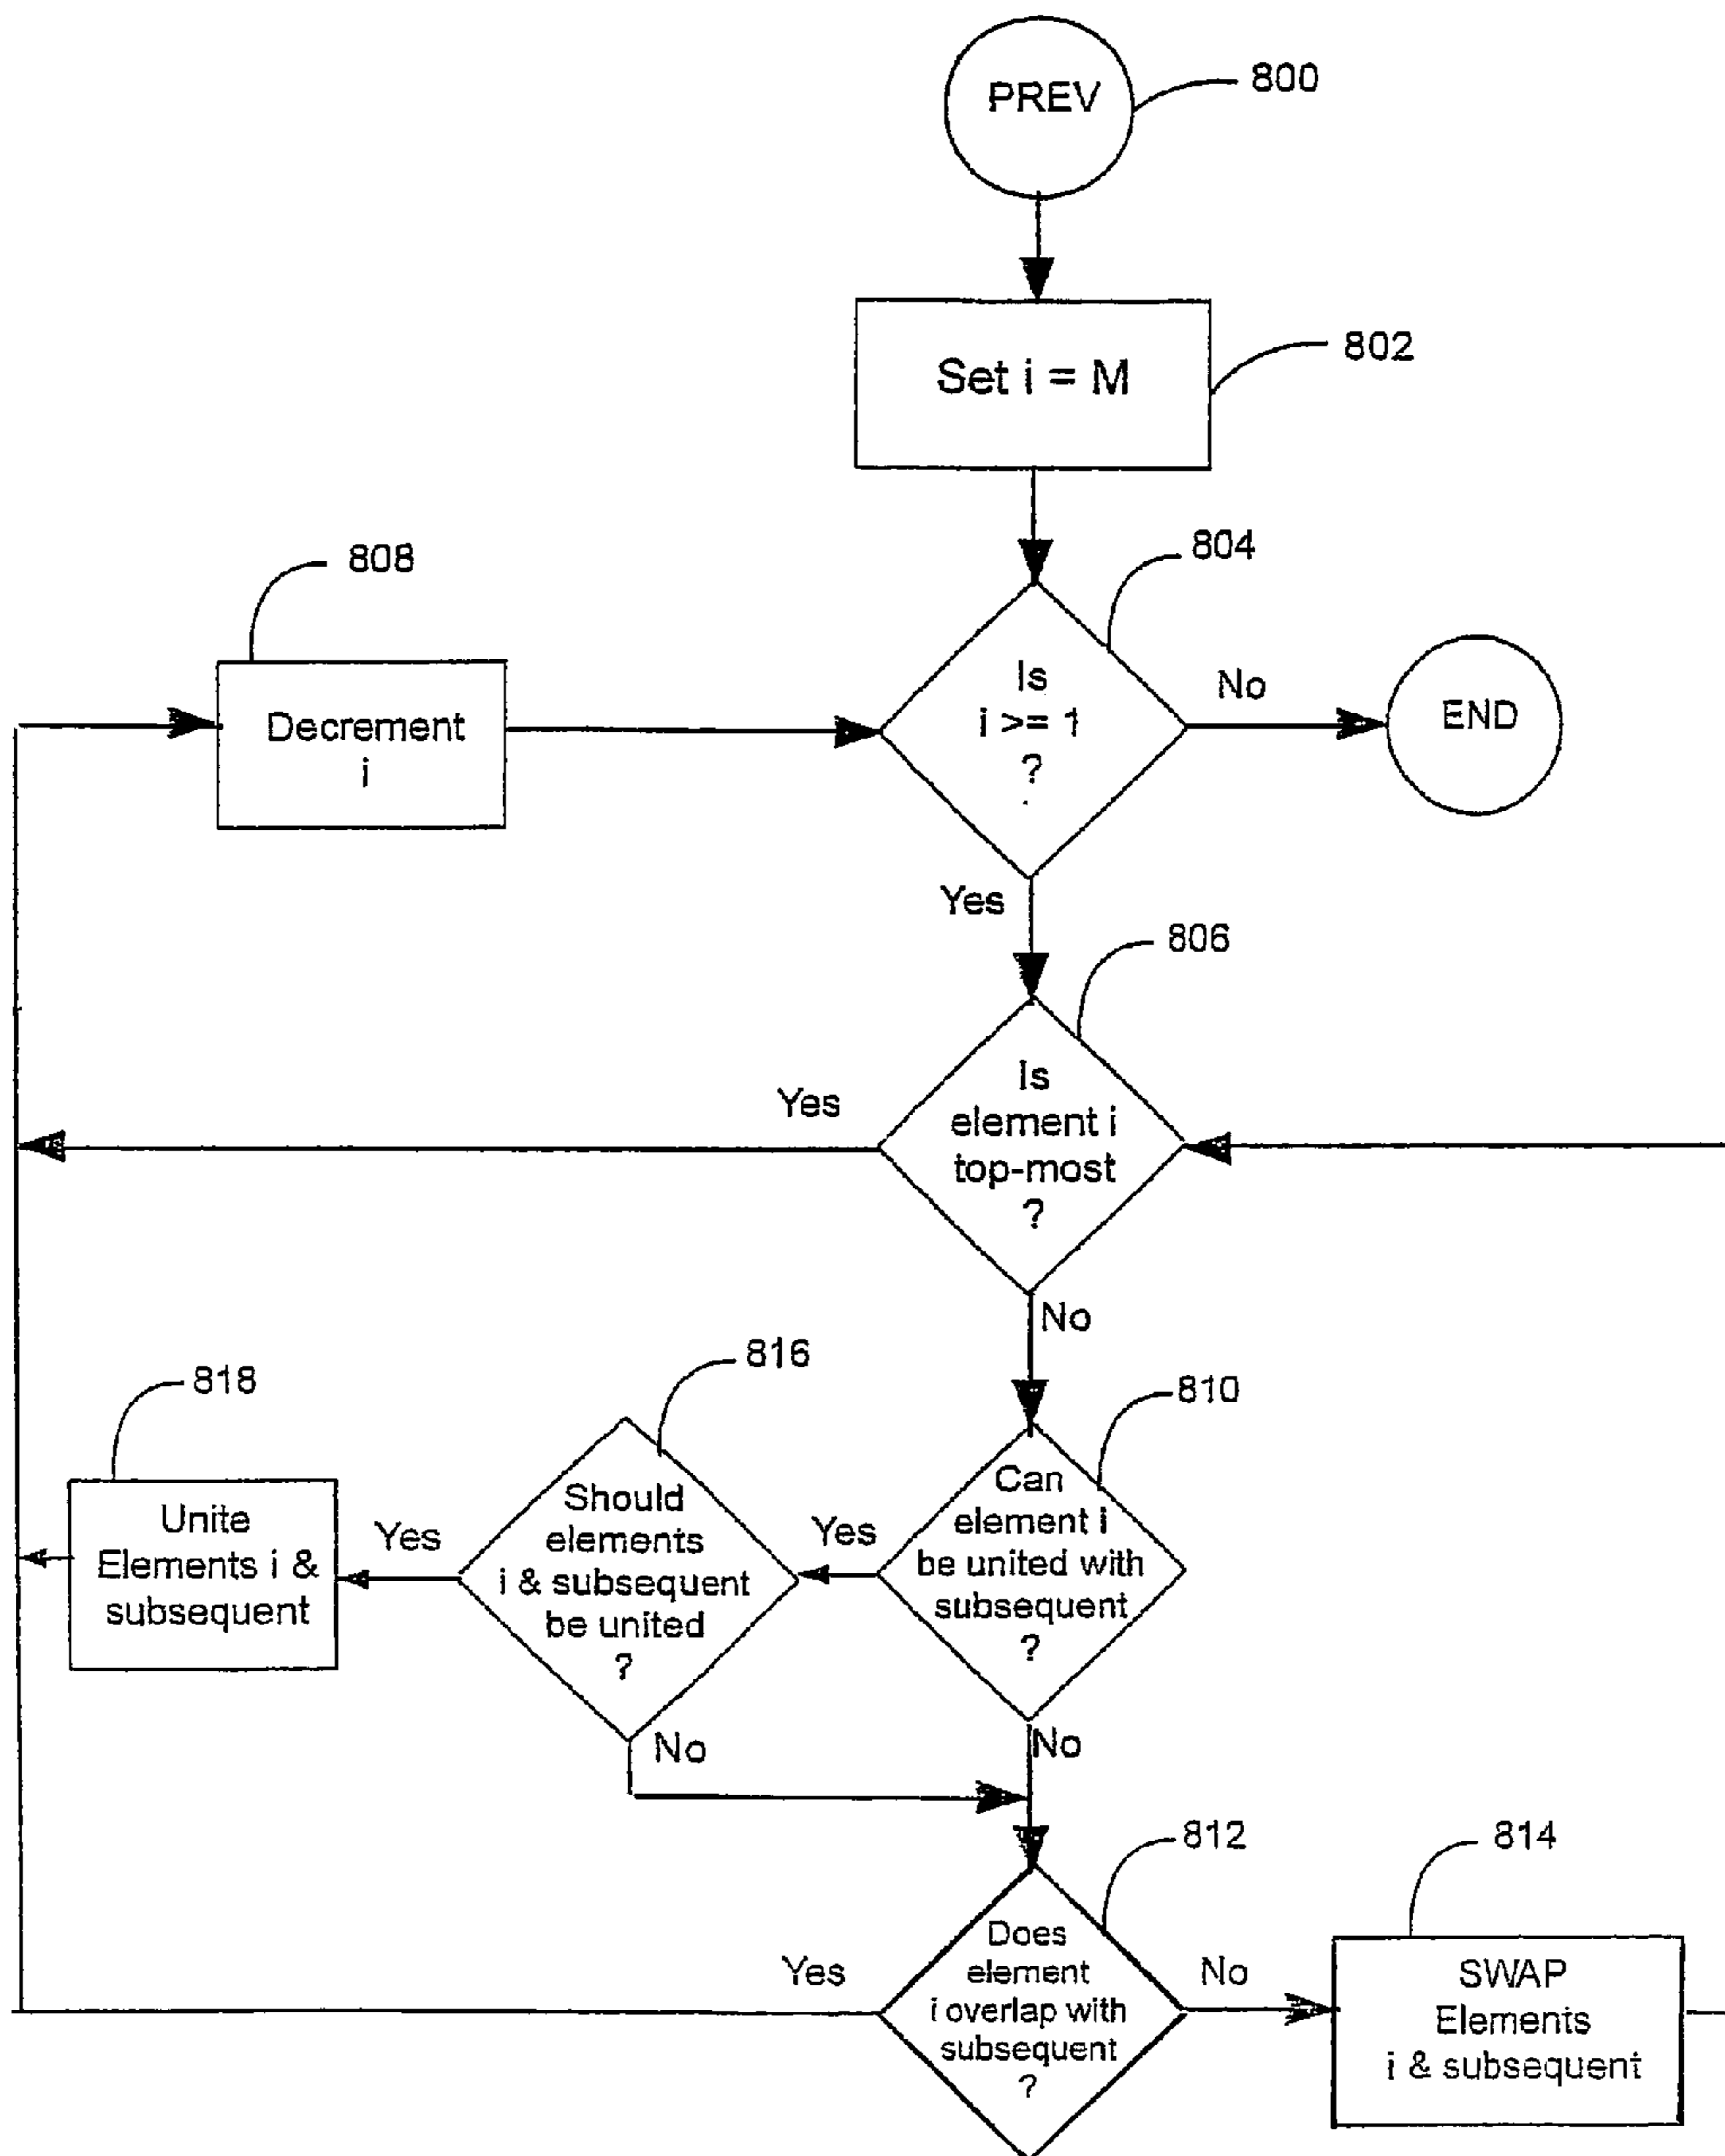 PREV
800
Set i = M
802
808
804
Decrement
i
Is
i >= 1
?
No
END
Yes
806
Is
element i
top-most
?
Yes
No
818
816
810
Unite
Elements i &
subsequent
Yes
Should
elements
i & subsequent
be united
?
Yes
Can
element i
be united with
subsequent
?
No
No
812
814
Yes
Does
element
i overlap with
subsequent
?
No
SWAP
Elements
i & subsequent